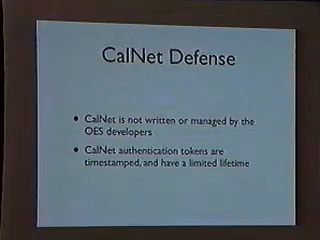 CalNet Defense
• CalNet is not written or managed by the
OES developers
• CalNet authentication tokens are
timestamped, and have a limited lifetime